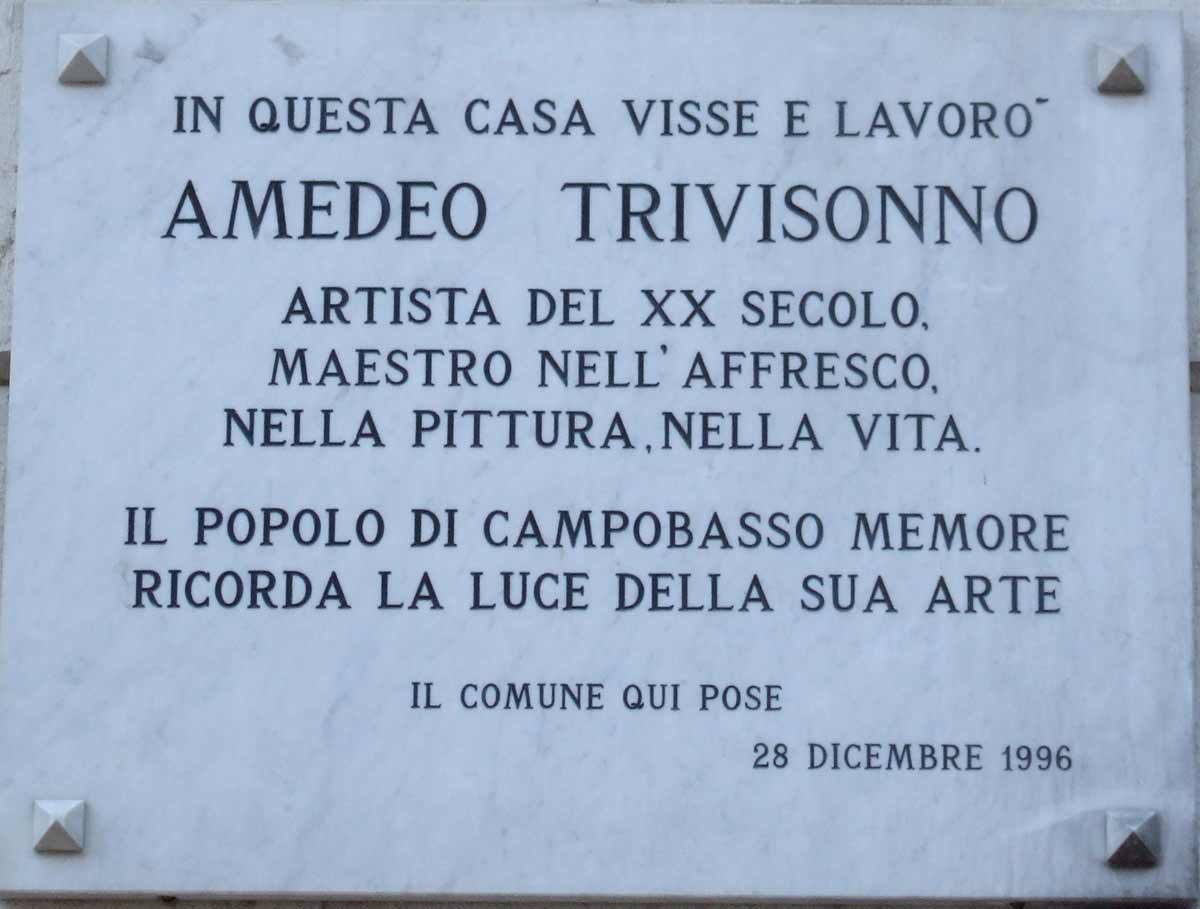 IN QUESTA CASA VISSE E LAVORO'
AMEDEO TRIVISONNO
ARTISTA DEL XX SECOLO,
MAESTRO NELL'AFFRESCO,
NELLA PITTURA, NELLA VITA.
IL POPOLO DI CAMPOBASSO MEMORE
RICORDA LA LUCE DELLA SUA ARTE
IL COMUNE QUI POSE
28 DICEMBRE 1996